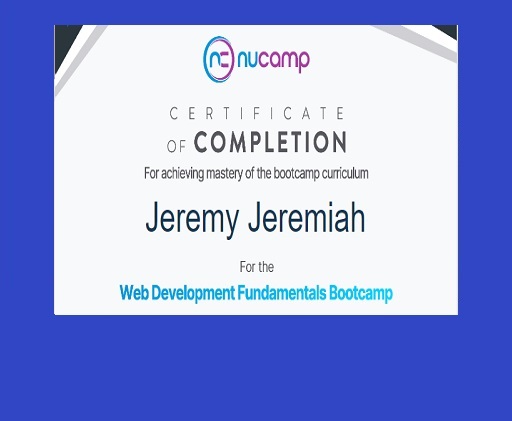 nc nucamp
CERTIFICATE
OF COMPLETION
For achieving mastery of the bootcamp curriculum
Jeremy Jeremiah
For the
Web Development Fundamentals Bootcamp